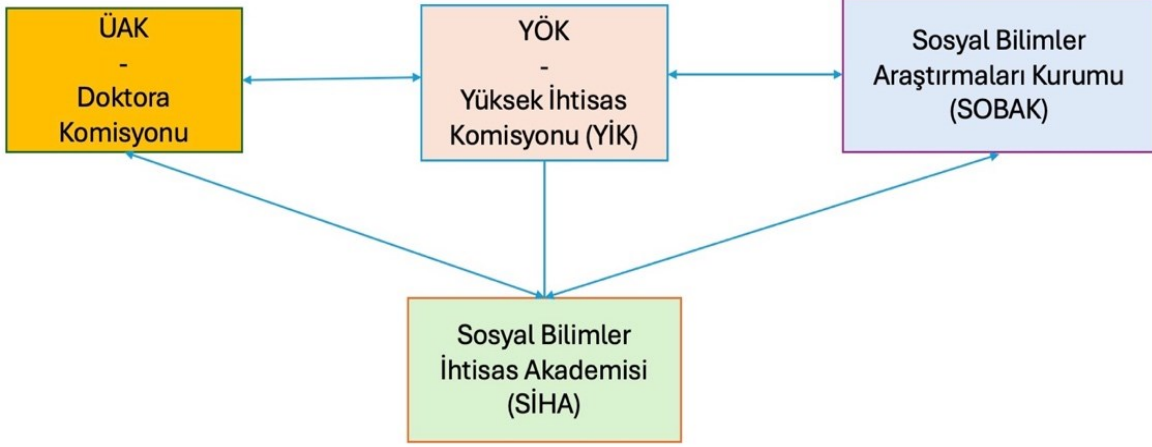 ÜAK
-
Doktora
Komisyonu
YÖK
-
Yüksek İhtisas
Komisyonu (YİK)
Sosyal Bilimler
Araştırmaları Kurumu
(SOBAK)
Sosyal Bilimler
İhtisas Akademisi
(SİHA)